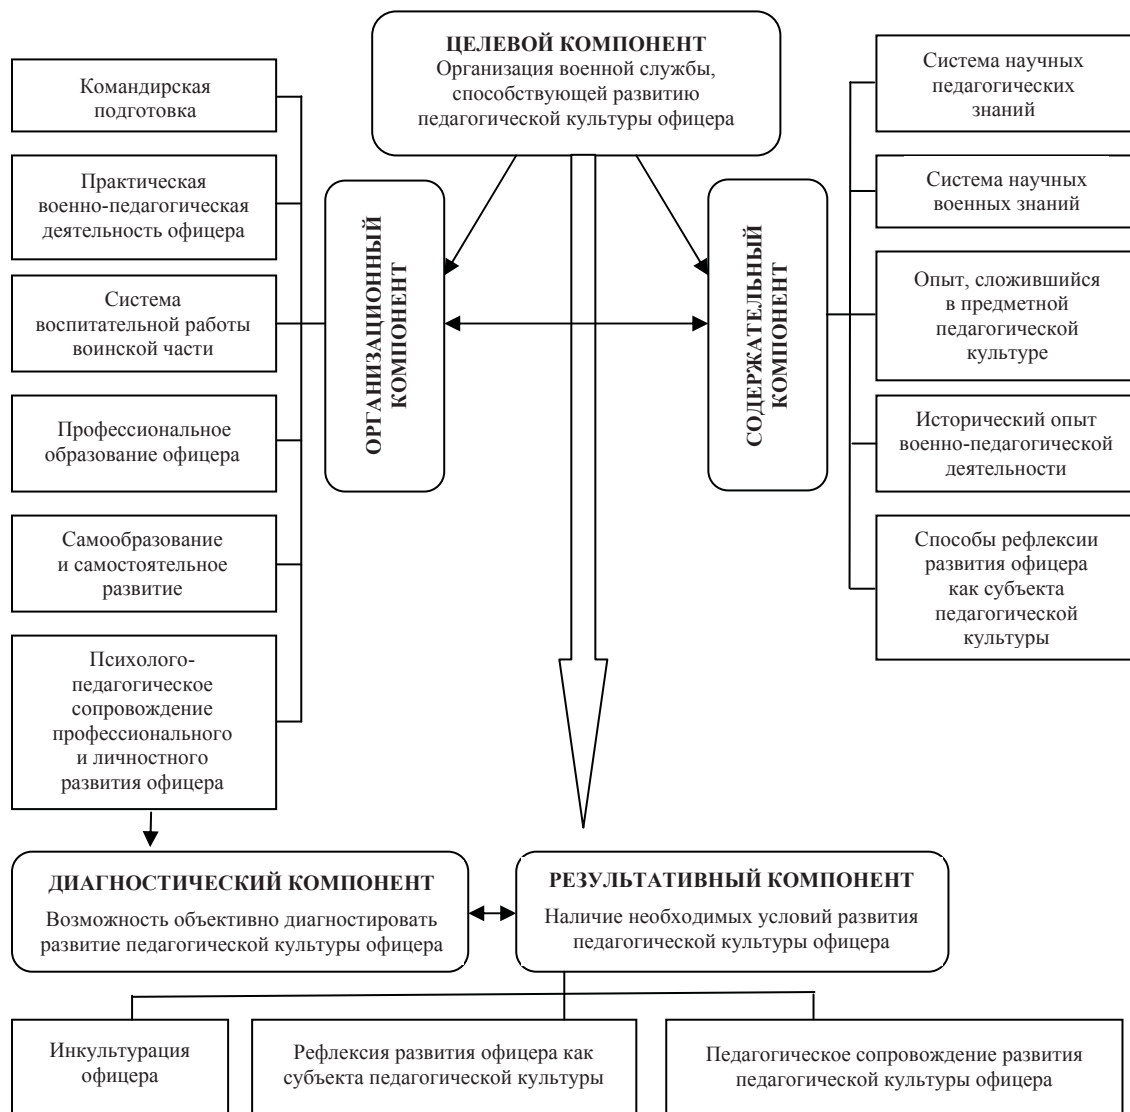 ЦЕЛЕВОЙ КОМПОНЕНТ
Организация военной службы,
способствующей развитию
педагогической культуры офицера
Командирская
подготовка
Практическая
военно-педагогическая
деятельность офицера
Система
воспитательной работы
воинской части
Профессиональное
образование офицера
Самообразование
и самостоятельное
развитие
Психолого-
педагогическое
сопровождение
профессионального
и личностного
развития офицера
ОРГАНИЗАЦИОННЫЙ
КОМПОНЕНТ
СОДЕРЖАТЕЛЬНЫЙ
КОМПОНЕНТ
Система научных
педагогических
знаний
Система научных
военных знаний
Опыт, сложившийся
в предметной
педагогической
культуре
Исторический опыт
военно-педагогической
деятельности
Способы рефлексии
развития офицера
как субъекта
педагогической
культуры
ДИАГНОСТИЧЕСКИЙ КОМПОНЕНТ
Возможность объективно диагностировать
развитие педагогической культуры офицера
РЕЗУЛЬТАТИВНЫЙ КОМПОНЕНТ
Наличие необходимых условий развития
педагогической культуры офицера
Инкультурация
офицера
Рефлексия развития офицера как
субъекта педагогической культуры
Педагогическое сопровождение развития
педагогической культуры офицера